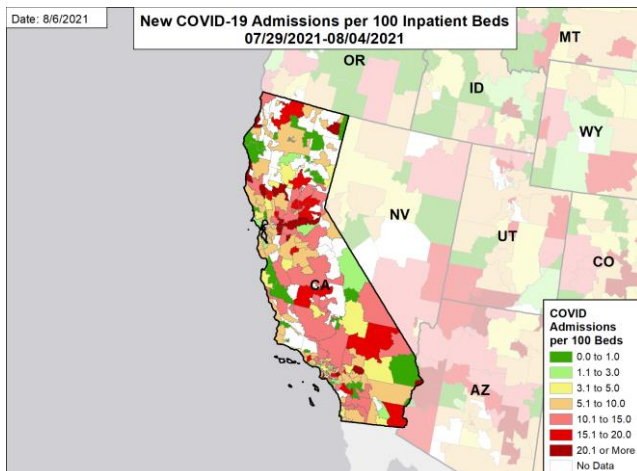 Date: 8/6/2021
New COVID-19 Admissions per 100 Inpatient Beds
07/29/2021-08/04/2021
MT
OR
ID
WY
NV
UT
CO
CA
AZ
COVID
Admissions
per 100 Beds
0.0 to 1.0
1.1 to 3.0
3.1 to 5.0
5.1 to 10.0
10.1 to 15.0
15.1 to 20.0
20.1 or More
No Data